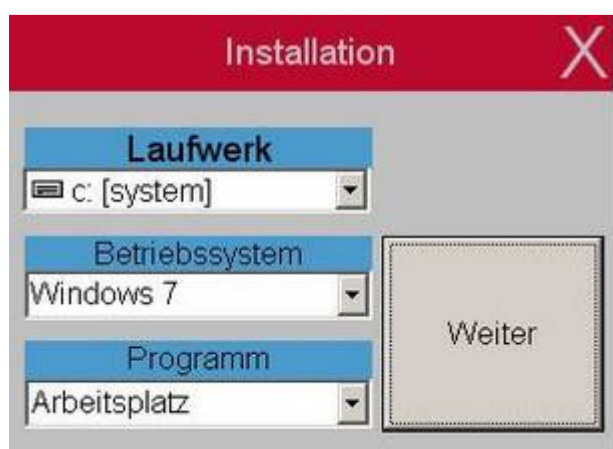 Installation X
Laufwerk
c: [system]
Betriebssystem
Windows 7
Programm
Arbeitsplatz
Weiter